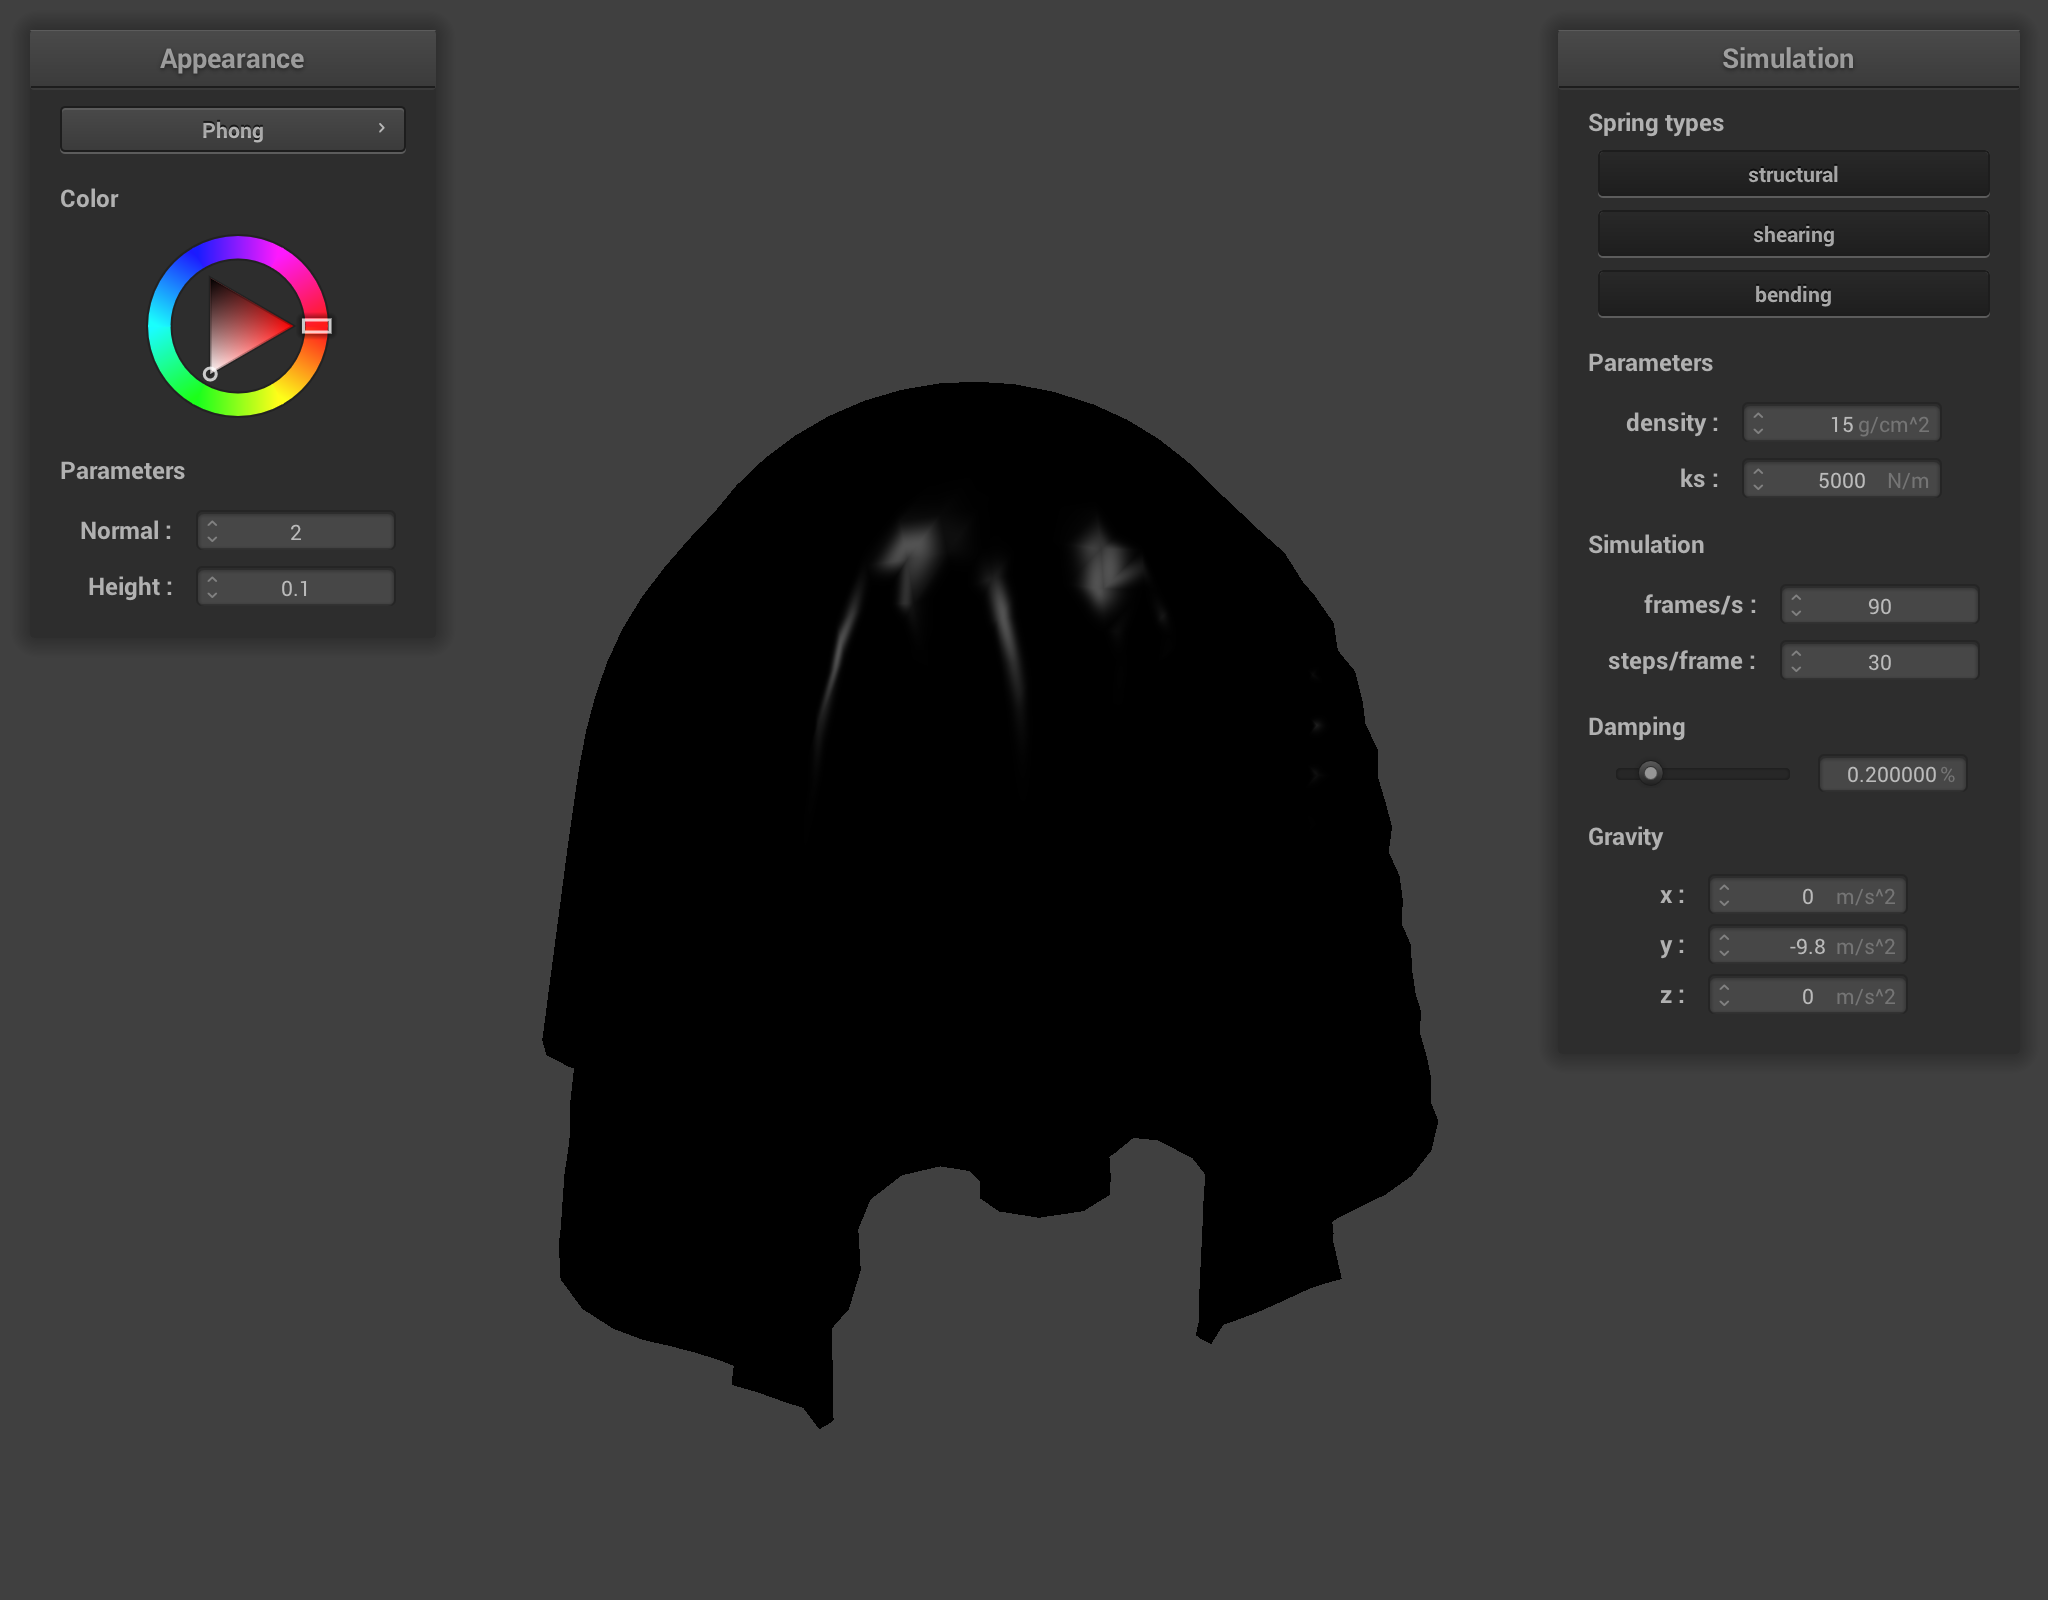 Appearance
Phong
Color
Parameters
Normal : 2
Height : 0.1
Simulation
Spring types
structural
shearing
bending
Parameters
density : 15 g/cm^2
ks : 5000 N/m
Simulation
frames/s : 90
steps/frame : 30
Damping
0.200000 %
Gravity
x : 0 m/s^2
y : -9.8 m/s^2
z : 0 m/s^2